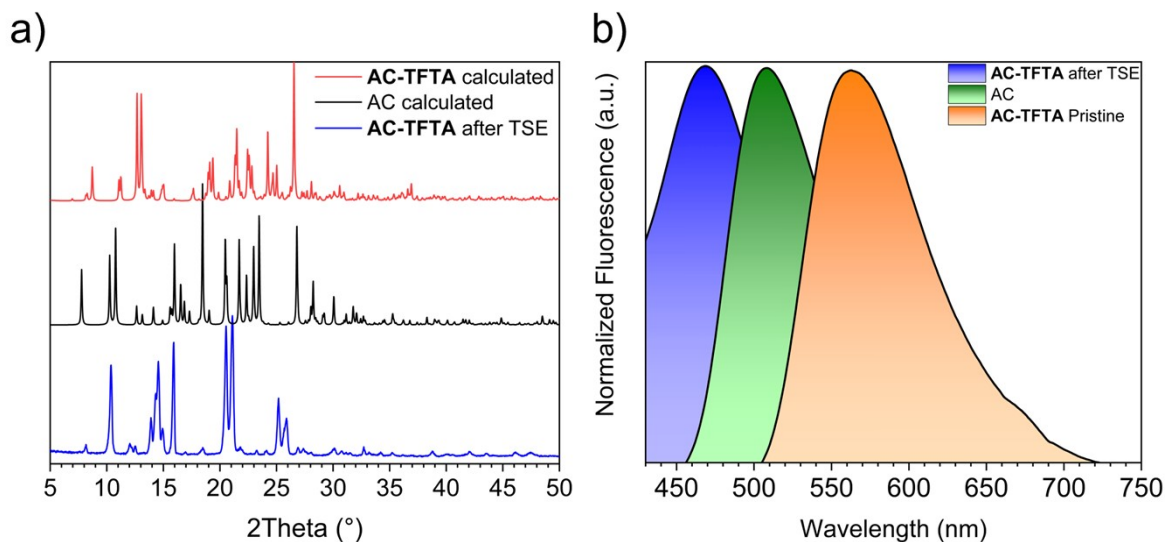 a)
AC-TFTA calculated
AC calculated
AC-TFTA after TSE
5 10 15 20 25 30 35 40 45 50
2Theta (°)
b)
Normalized Fluorescence (a.u.)
AC-TFTA after TSE
AC
AC-TFTA Pristine
450 500 550 600 650 700 750
Wavelength (nm)